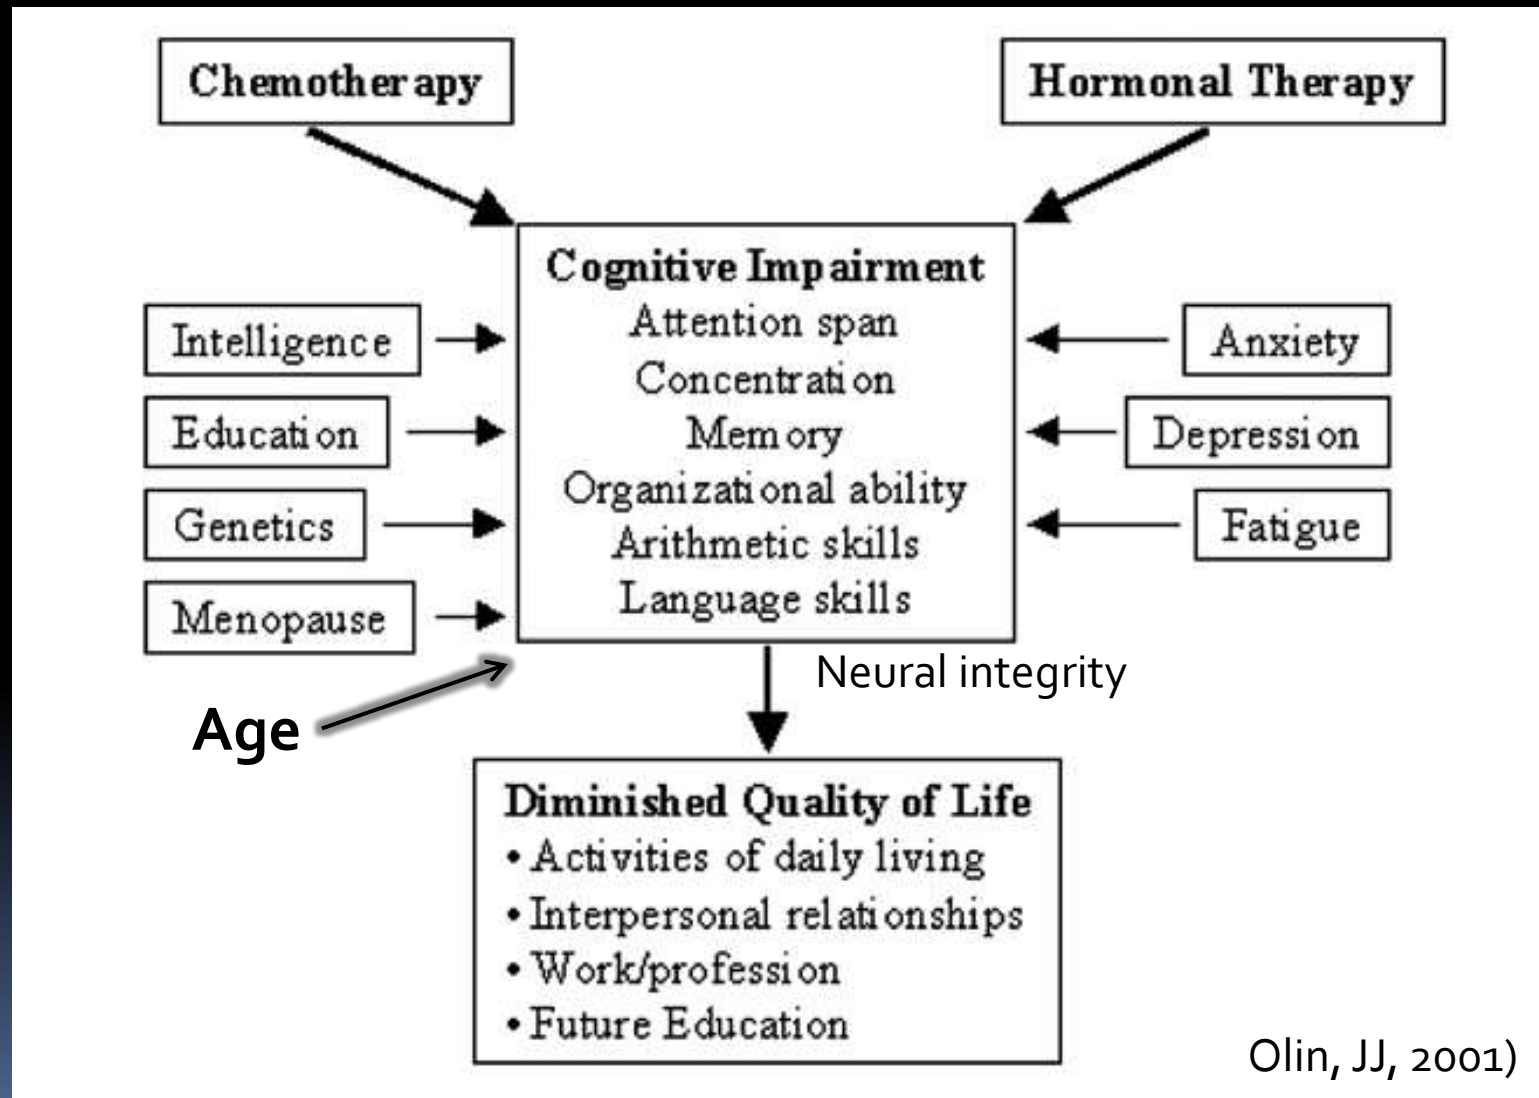 Chemotherapy
Hormonal Therapy
Cognitive Impairment
Attention span
Concentration
Memory
Organizational ability
Arithmetic skills
Language skills
Intelligence
Education
Genetics
Menopause
Age
Anxiety
Depression
Fatigue
Neural integrity
Diminished Quality of Life
• Activities of daily living
• Interpersonal relationships
• Work/profession
• Future Education
Olin, JJ, 2001)